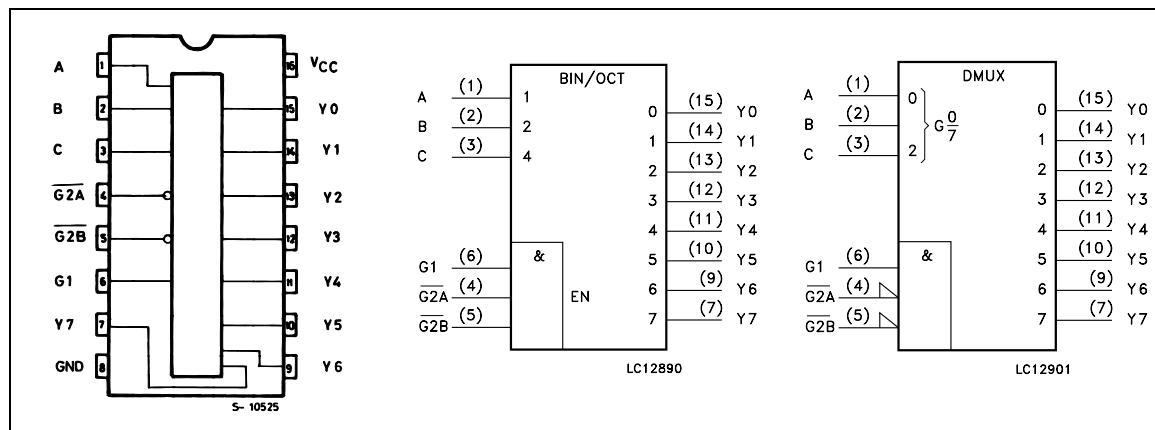 A 1 16 VCC
B 2 15 Y0
C 3 14 Y1
G2A 4 13 Y2
G2B 5 12 Y3
G1 6 11 Y4
Y7 7 10 Y5
GND 8 9 Y6
S-10525
BIN/OCT
A (1) 1
B (2) 2
C (3) 4
0 (15) Y0
1 (14) Y1
2 (13) Y2
3 (12) Y3
4 (11) Y4
5 (10) Y5
6 (9) Y6
7 (7) Y7
&
G1 (6)
G2A (4) EN
G2B (5)
LC12890
DMUX
A (1) 0
B (2) G 0/7
C (3) 2
0 (15) Y0
1 (14) Y1
2 (13) Y2
3 (12) Y3
4 (11) Y4
5 (10) Y5
6 (9) Y6
7 (7) Y7
&
G1 (6)
G2A (4)
G2B (5)
LC12901